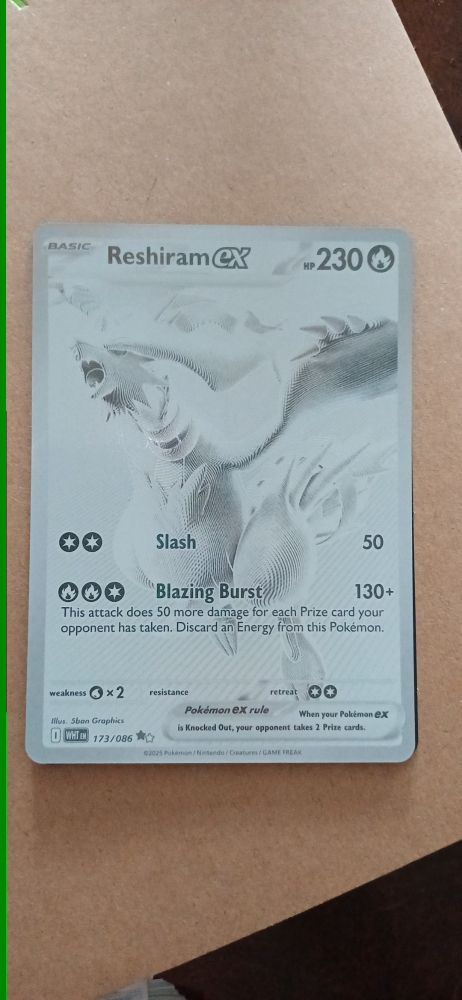 BASIC Reshiram ex HP 230
Slash 50
Blazing Burst 130+
This attack does 50 more damage for each Prize card your
opponent has taken. Discard an Energy from this Pokémon.
weakness ×2 resistance retreat
Pokémon ex rule When your Pokémon ex
is Knocked Out, your opponent takes 2 Prize cards.
Illus. 5ban Graphics
I WHT EN 173/086
©2025 Pokémon / Nintendo / Creatures / GAME FREAK